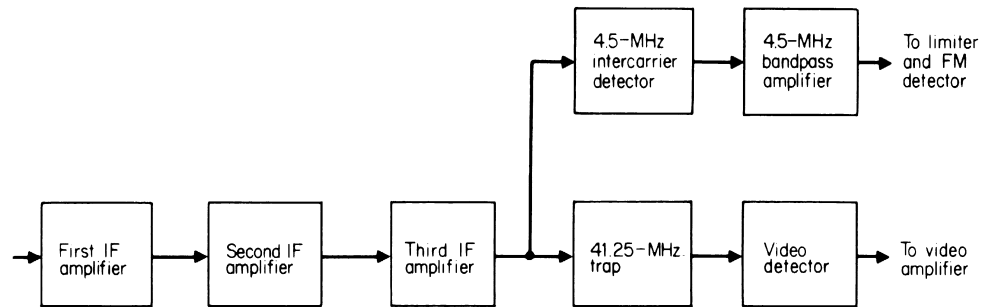 4.5-MHz
intercarrier
detector
4.5-MHz
bandpass
amplifier
To limiter
and FM
detector
First IF
amplifier
Second IF
amplifier
Third IF
amplifier
41.25-MHz
trap
Video
detector
To video
amplifier